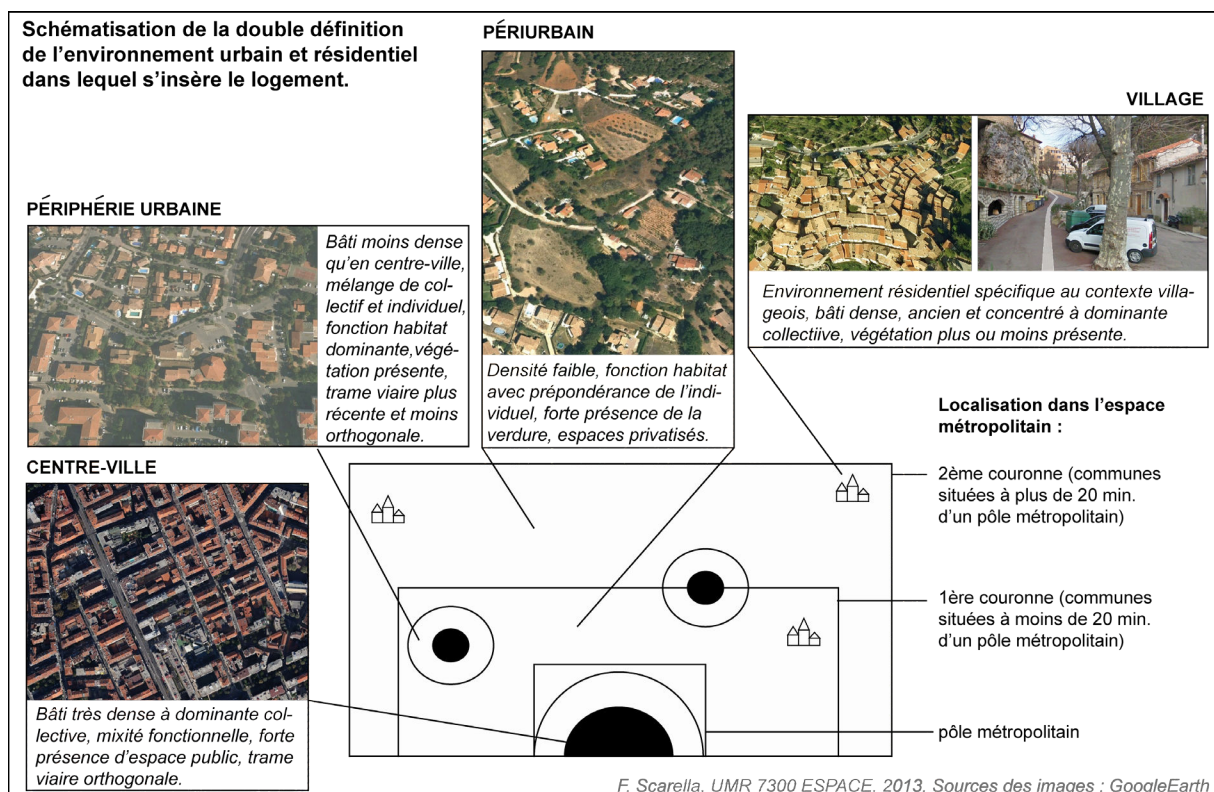 Schématisation de la double définition
de l'environnement urbain et résidentiel
dans lequel s'insère le logement.
PÉRIURBAIN
VILLAGE
PÉRIPHÉRIE URBAINE
Bâti moins dense
qu'en centre-ville,
mélange de col-
lectif et individuel,
fonction habitat
dominante,végé-
tation présente,
trame viaire plus
récente et moins
orthogonale.
Densité faible, fonction habitat
avec prépondérance de l'indi-
viduel, forte présence de la
verdure, espaces privatisés.
Environnement résidentiel spécifique au contexte villa-
geois, bâti dense, ancien et concentré à dominante
collectiive, végétation plus ou moins présente.
CENTRE-VILLE
Bâti très dense à dominante col-
lective, mixité fonctionnelle, forte
présence d'espace public, trame
viaire orthogonale.
Localisation dans l'espace
métropolitain :
2ème couronne (communes
situées à plus de 20 min.
d'un pôle métropolitain)
1ère couronne (communes
situées à moins de 20 min.
d'un pôle métropolitain)
pôle métropolitain
F. Scarella, UMR 7300 ESPACE, 2013. Sources des images : GoogleEarth